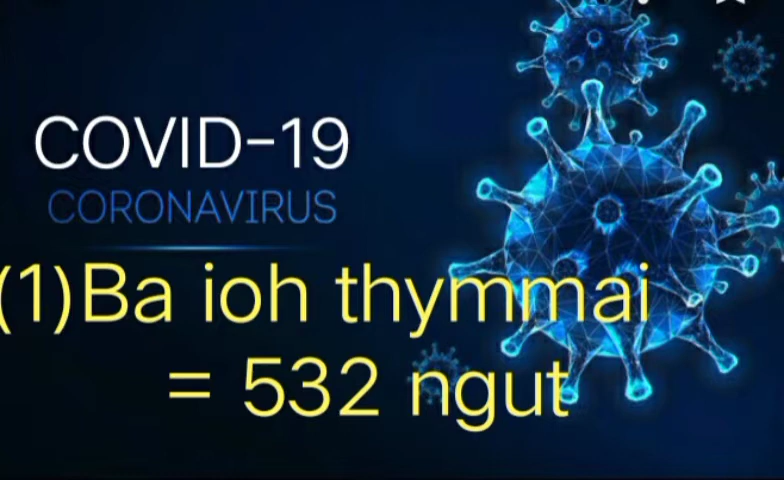 COVID-19
CORONAVIRUS
(1)Ba ioh thymmai
= 532 ngut